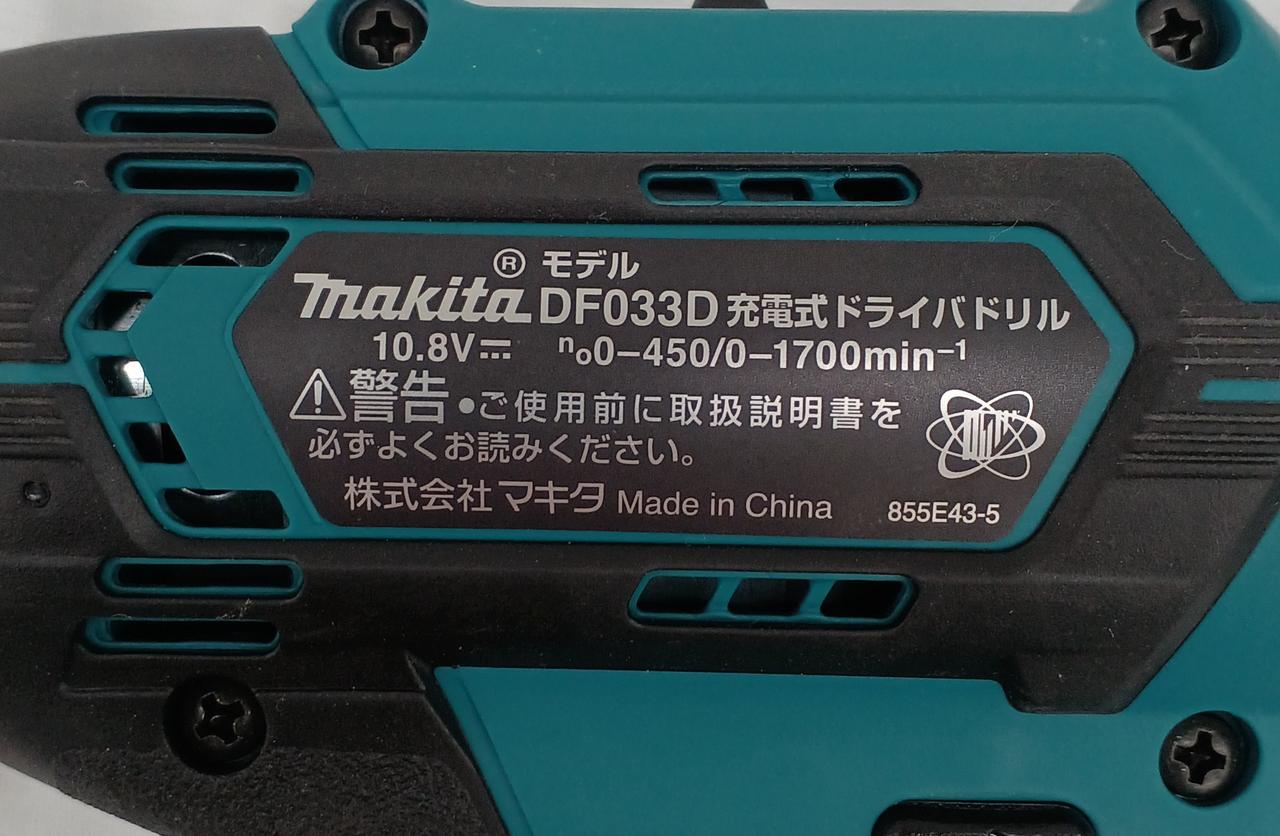 ® モデル
makita DF033D 充電式ドライバドリル
10.8V⎓ n₀0–450/0–1700min⁻¹
⚠警告 •ご使用前に取扱説明書を
必ずよくお読みください。
株式会社マキタ Made in China 855E43-5